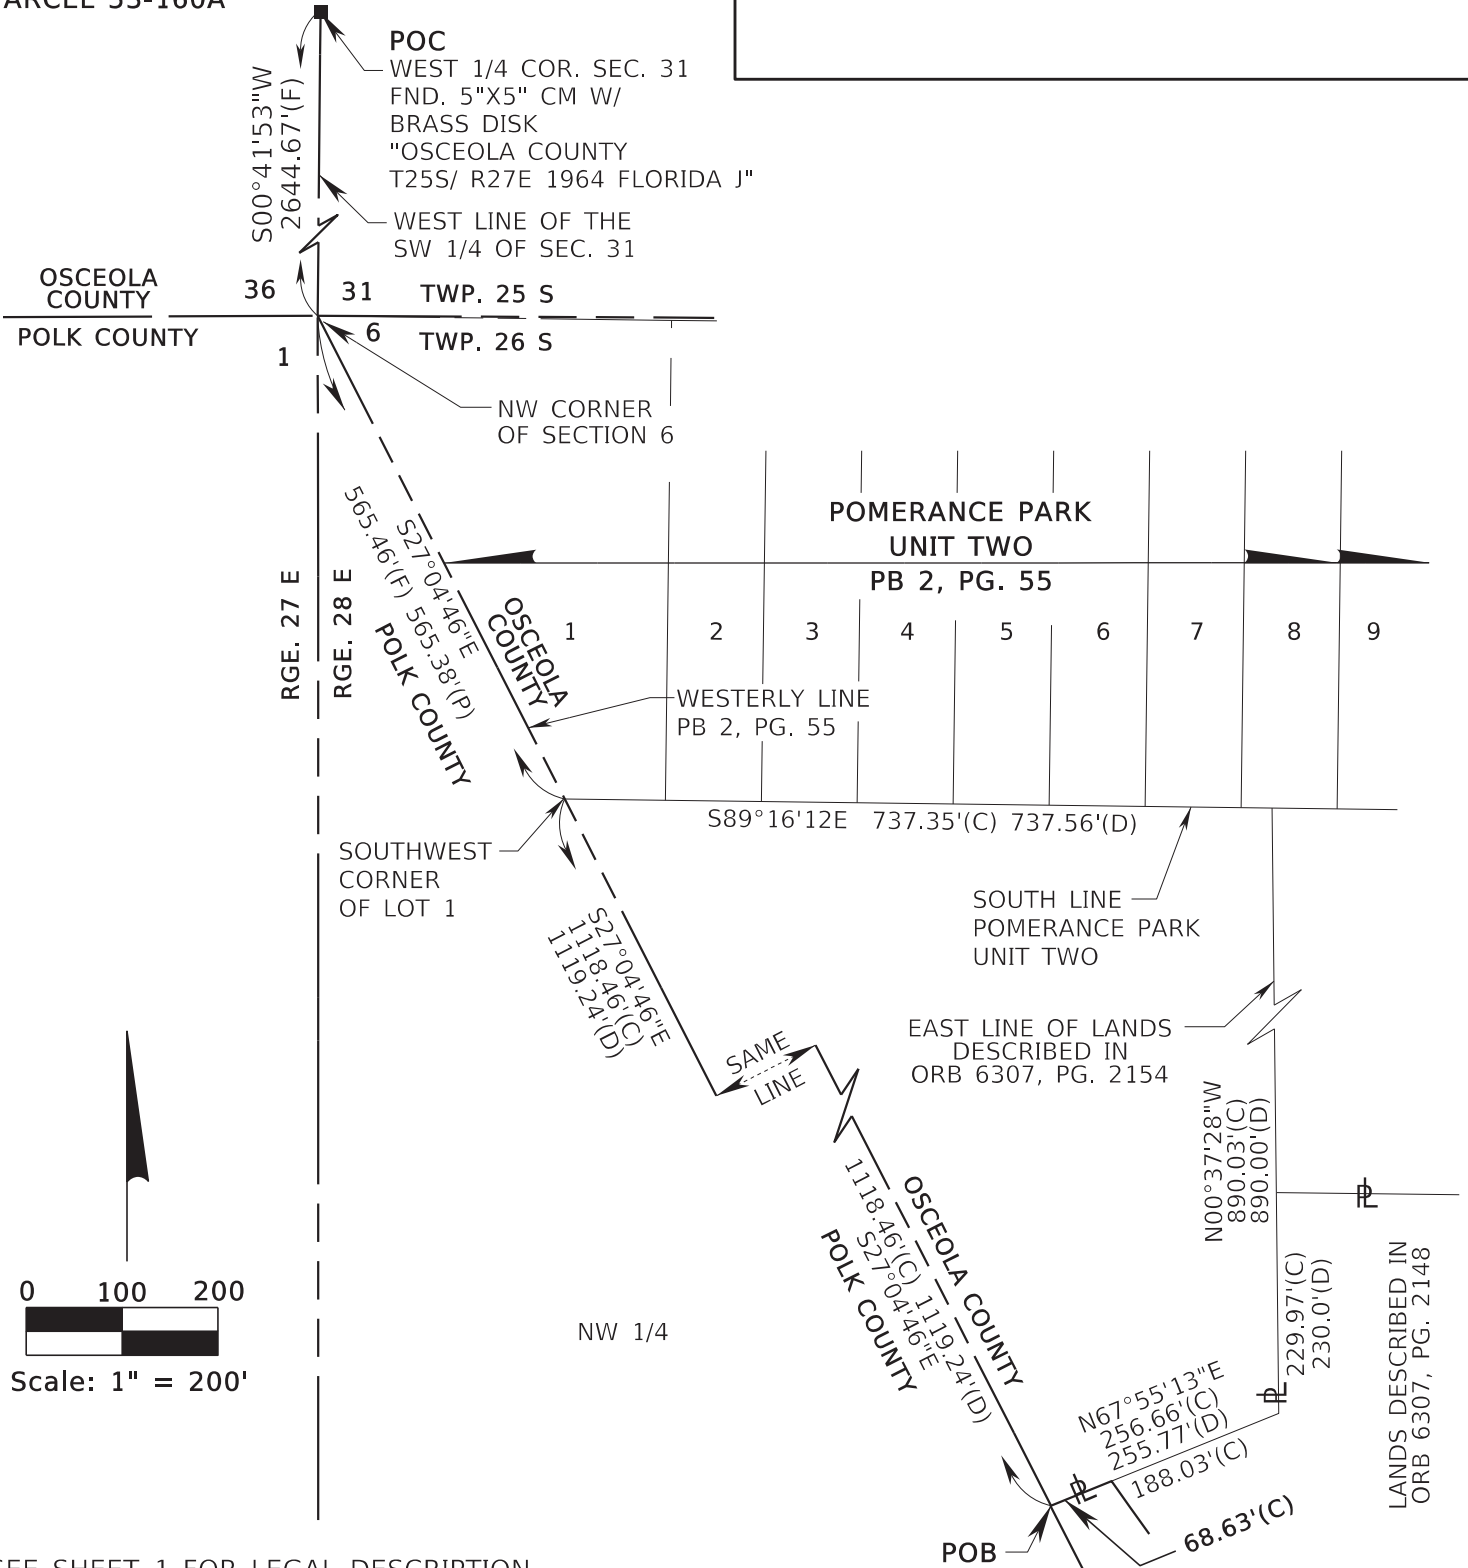 POC
WEST 1/4 COR. SEC. 31
FND. 5"X5" CM W/
BRASS DISK
"OSCEOLA COUNTY
T25S/ R27E 1964 FLORIDA J"
S00°41'53"W
2644.67'(F)
WEST LINE OF THE
SW 1/4 OF SEC. 31
OSCEOLA
COUNTY
36
31
TWP. 25 S
POLK COUNTY
6
TWP. 26 S
1
NW CORNER
OF SECTION 6
S27°04'46"E
565.46'(F) 565.38'(P)
POLK COUNTY
OSCEOLA
COUNTY
RGE. 27 E
RGE. 28 E
POMERANCE PARK
UNIT TWO
PB 2, PG. 55
1
2
3
4
5
6
7
8
9
WESTERLY LINE
PB 2, PG. 55
S89°16'12E 737.35'(C) 737.56'(D)
SOUTHWEST
CORNER
OF LOT 1
SOUTH LINE
POMERANCE PARK
UNIT TWO
S27°04'46"E
1118.46'(C)
1119.24'(D)
SAME
LINE
EAST LINE OF LANDS
DESCRIBED IN
ORB 6307, PG. 2154
N00°37'28"W
890.03'(C)
890.00'(D)
PL
OSCEOLA COUNTY
1118.46'(C) 1119.24'(D)
S27°04'46"E
POLK COUNTY
229.97'(C)
230.0'(D)
LANDS DESCRIBED IN
ORB 6307, PG. 2148
0 100 200
Scale: 1" = 200'
NW 1/4
PL
N67°55'13"E
256.66'(C)
255.77'(D)
188.03'(C)
PL
68.63'(C)
POB